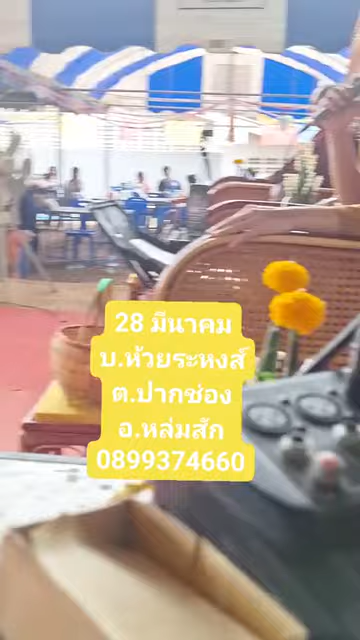 28 มีนาคม
บ.ห้วยระหงส์
ต.ปากช่อง
อ.หล่มสัก
0899374660